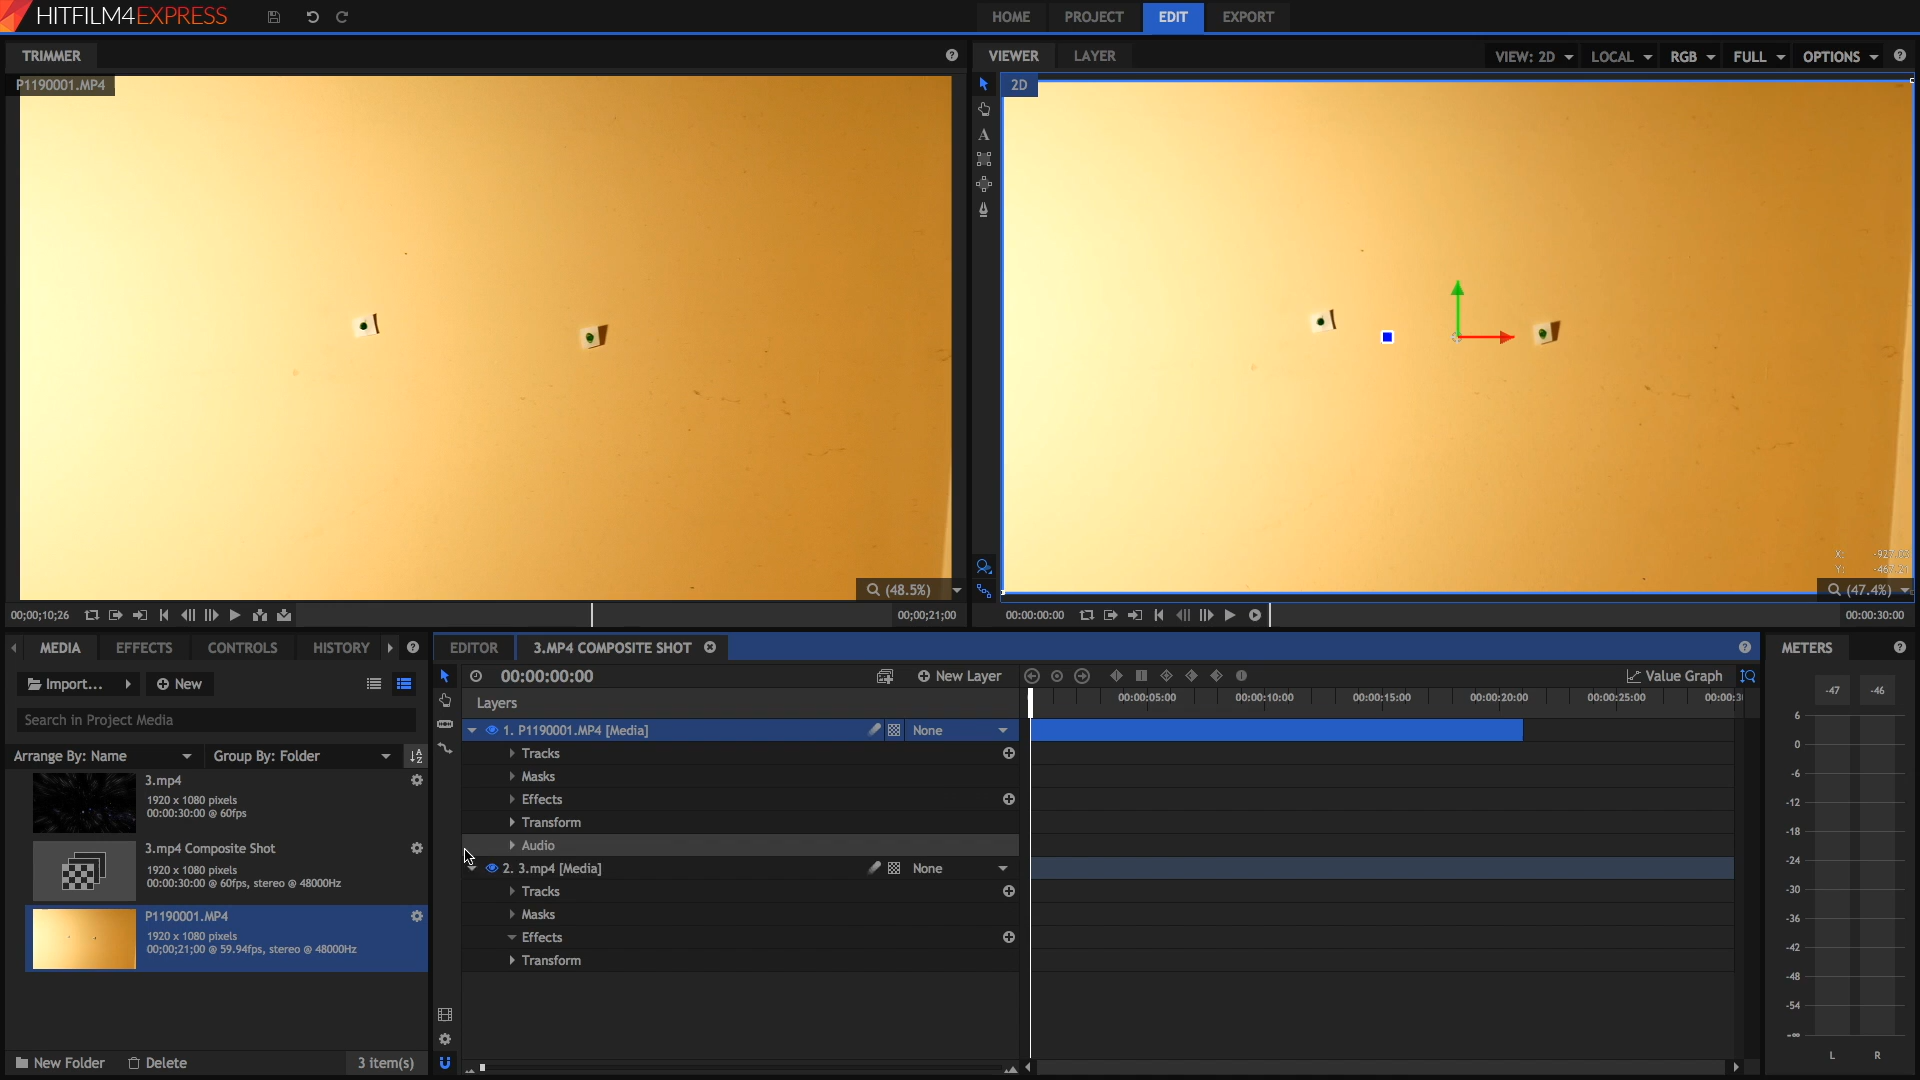 HITFILM4EXPRESS
HOME PROJECT EDIT EXPORT
TRIMMER
P1190001.MP4
(48.5%)
00;00;10;26
00;00;21;00
VIEWER LAYER
VIEW: 2D LOCAL RGB FULL OPTIONS
2D
A
X:
Y:
(47.4%)
00:00:00:00
00:00:30:00
MEDIA EFFECTS CONTROLS HISTORY
Import... New
Search in Project Media
Arrange By: Name Group By: Folder
3.mp4
1920 x 1080 pixels
00:00:30:00 @ 60fps
3.mp4 Composite Shot
1920 x 1080 pixels
00:00:30:00 @ 60fps, stereo @ 48000Hz
P1190001.MP4
1920 x 1080 pixels
00;00;21;00 @ 59.94fps, stereo @ 48000Hz
New Folder Delete 3 item(s)
EDITOR 3.MP4 COMPOSITE SHOT
00:00:00:00 New Layer Value Graph
Layers
00:00:05:00 00:00:10:00 00:00:15:00 00:00:20:00 00:00:25:00
1. P1190001.MP4 [Media] None
Tracks
Masks
Effects
Transform
Audio
2. 3.mp4 [Media] None
Tracks
Masks
Effects
Transform
METERS
-47 -46
6
0
-6
-12
-18
-24
-30
-36
-42
-48
-54
-∞
L R